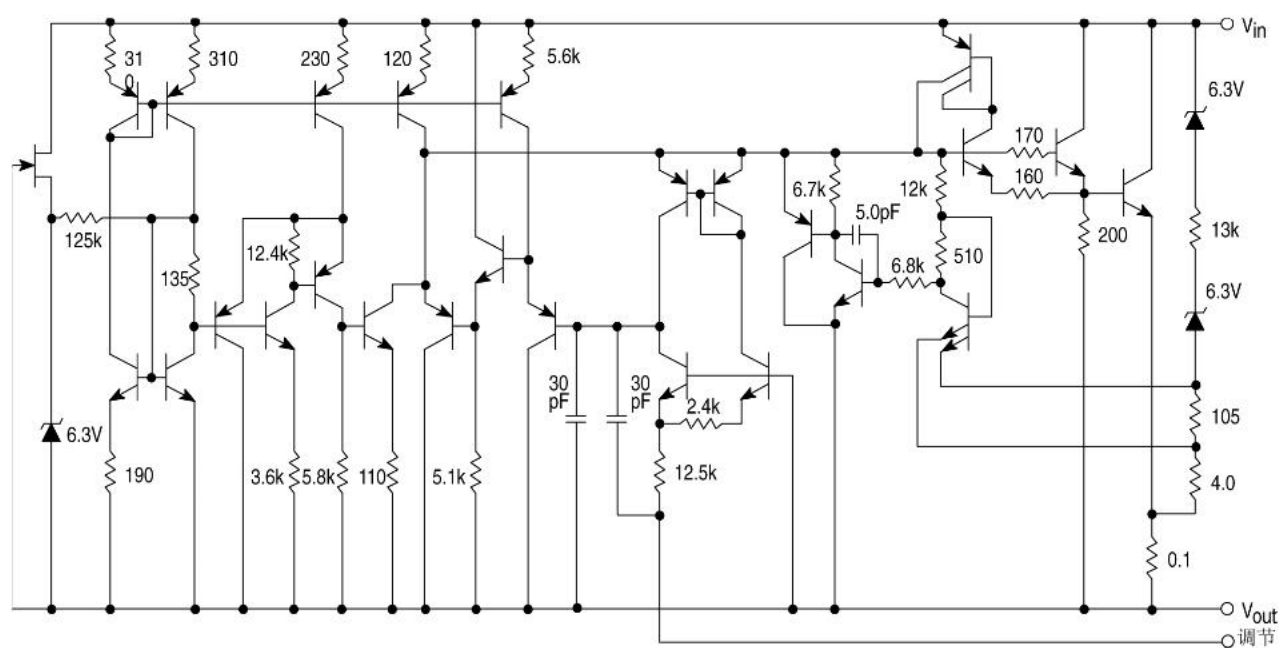 31
0
310
230
120
5.6k
Vin
6.3V
170
160
6.7k
5.0pF
12k
125k
12.4k
135
6.8k
510
200
13k
6.3V
30
pF
30
pF
2.4k
105
6.3V
190
3.6k
5.8k
110
5.1k
12.5k
4.0
0.1
Vout
调节